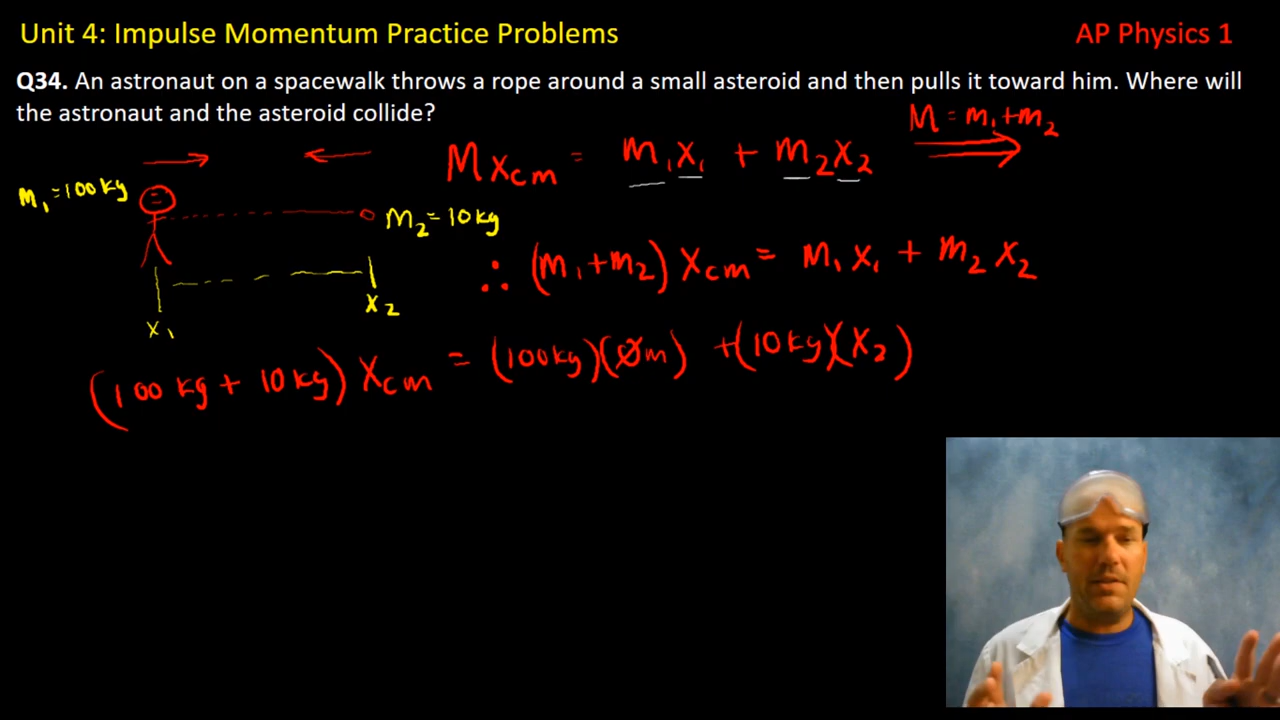 Unit 4: Impulse Momentum Practice Problems
AP Physics 1
Q34. An astronaut on a spacewalk throws a rope around a small asteroid and then pulls it toward him. Where will
the astronaut and the asteroid collide?
M = m₁+m₂
M xcm = m₁x₁ + m₂x₂
m₁=100kg
M₂=10kg
∴ (m₁+m₂) Xcm = M₁x₁ + m₂x₂
x₁
x₂
(100 kg + 10kg) Xcm = (100kg)(0m) +(10kg)(x₂)